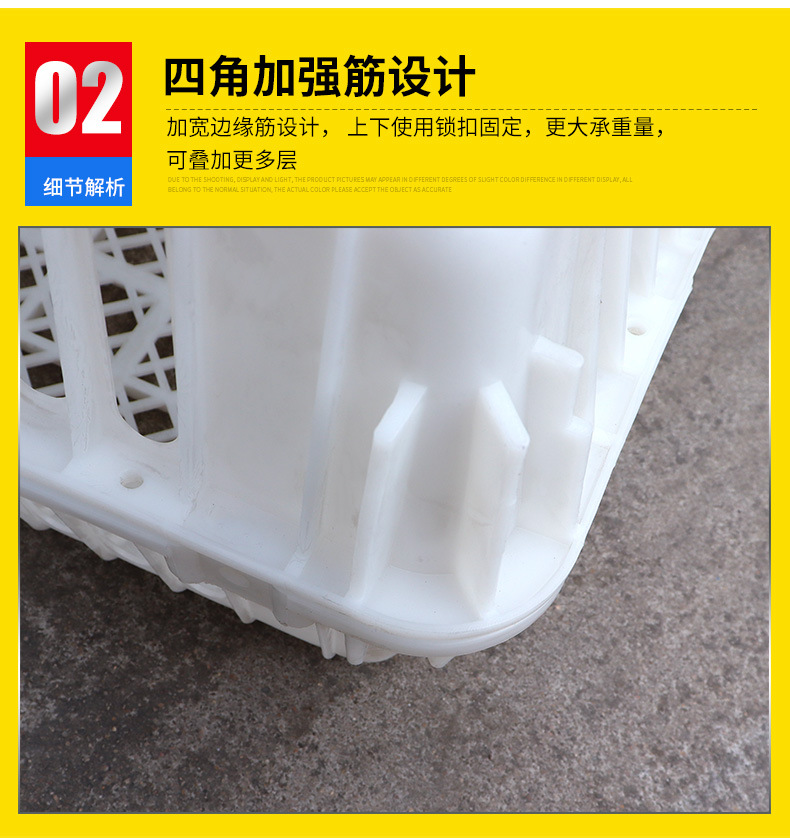 02
细节解析
四角加强筋设计
加宽边缘筋设计， 上下使用锁扣固定，更大承重量，
可叠加更多层
DUE TO THE SHOOTING, DISPLAY AND LIGHT, THE PRODUCT PICTURES MAY APPEAR IN DIFFERENT DEGREES OF SLIGHT COLOR DIFFERENCE IN DIFFERENT DISPLAY, ALL
BELONG TO THE NORMAL SITUATION, THE ACTUAL COLOR PLEASE ACCEPT THE OBJECT AS ACCURATE